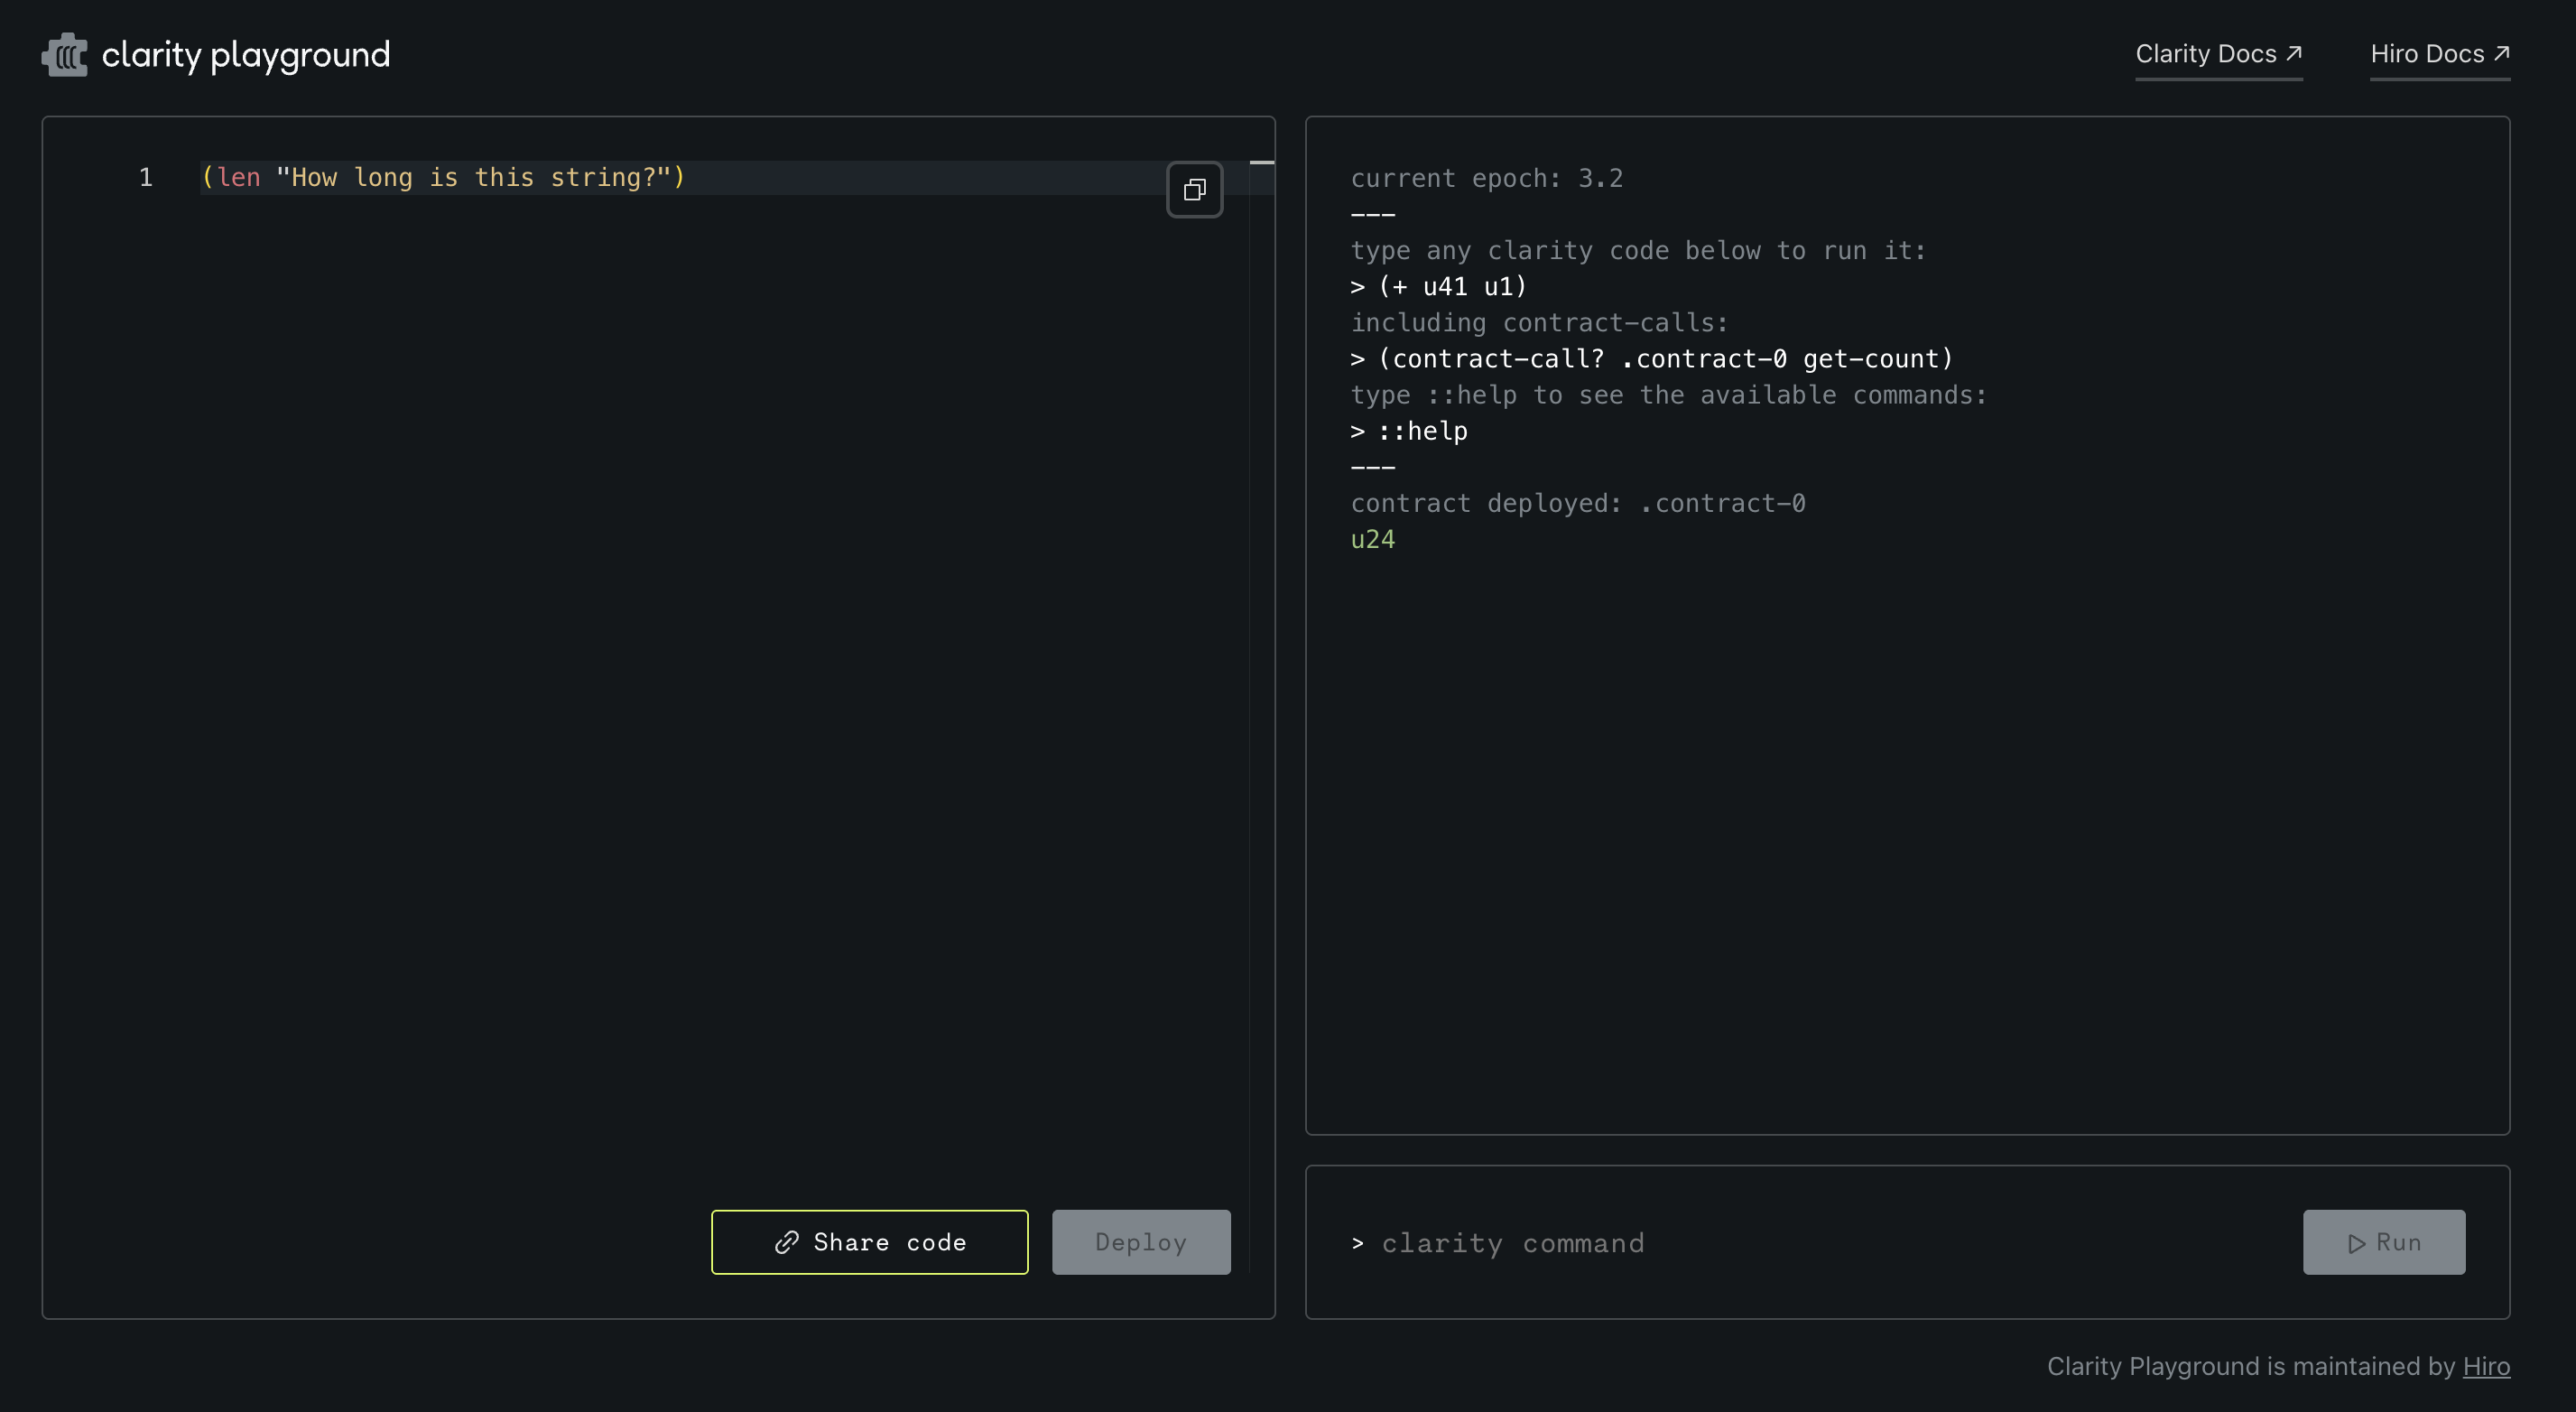 clarity playground
Clarity Docs ↗
Hiro Docs ↗
1 (len "How long is this string?")
Share code
Deploy
current epoch: 3.2
---
type any clarity code below to run it:
> (+ u41 u1)
including contract-calls:
> (contract-call? .contract-0 get-count)
type ::help to see the available commands:
> ::help
---
contract deployed: .contract-0
u24
> clarity command
Run
Clarity Playground is maintained by Hiro